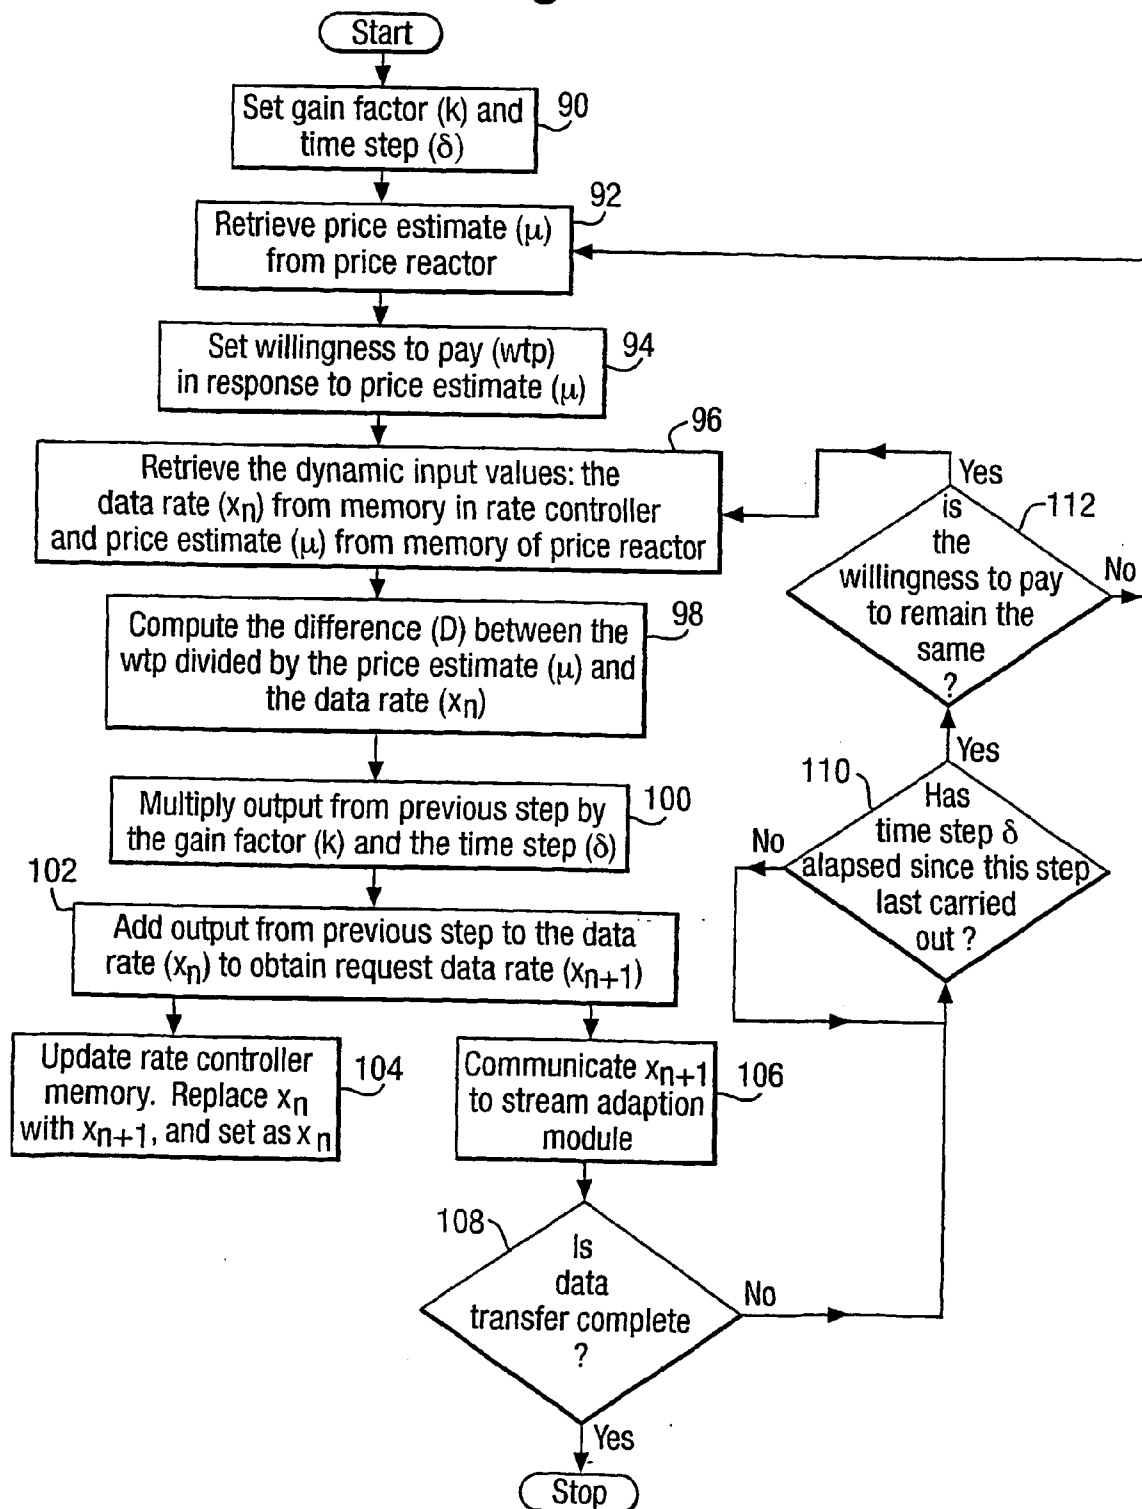 Start
Set gain factor (k) and
time step (δ)
90
Retrieve price estimate (μ)
from price reactor
92
Set willingness to pay (wtp)
in response to price estimate (μ)
94
96
Retrieve the dynamic input values: the
data rate (xn) from memory in rate controller
and price estimate (μ) from memory of price reactor
Compute the difference (D) between the
wtp divided by the price estimate (μ) and
the data rate (xn)
98
Multiply output from previous step by
the gain factor (k) and the time step (δ)
100
102
Add output from previous step to the data
rate (xn) to obtain request data rate (xn+1)
Update rate controller
memory. Replace xn
with xn+1, and set as xn
104
Communicate xn+1
to stream adaption
module
106
108
Is
data
transfer complete
?
No
Yes
Stop
110
Has
time step δ
alapsed since this step
last carried
out ?
No
Yes
112
is
the
willingness to pay
to remain the
same
?
Yes
No